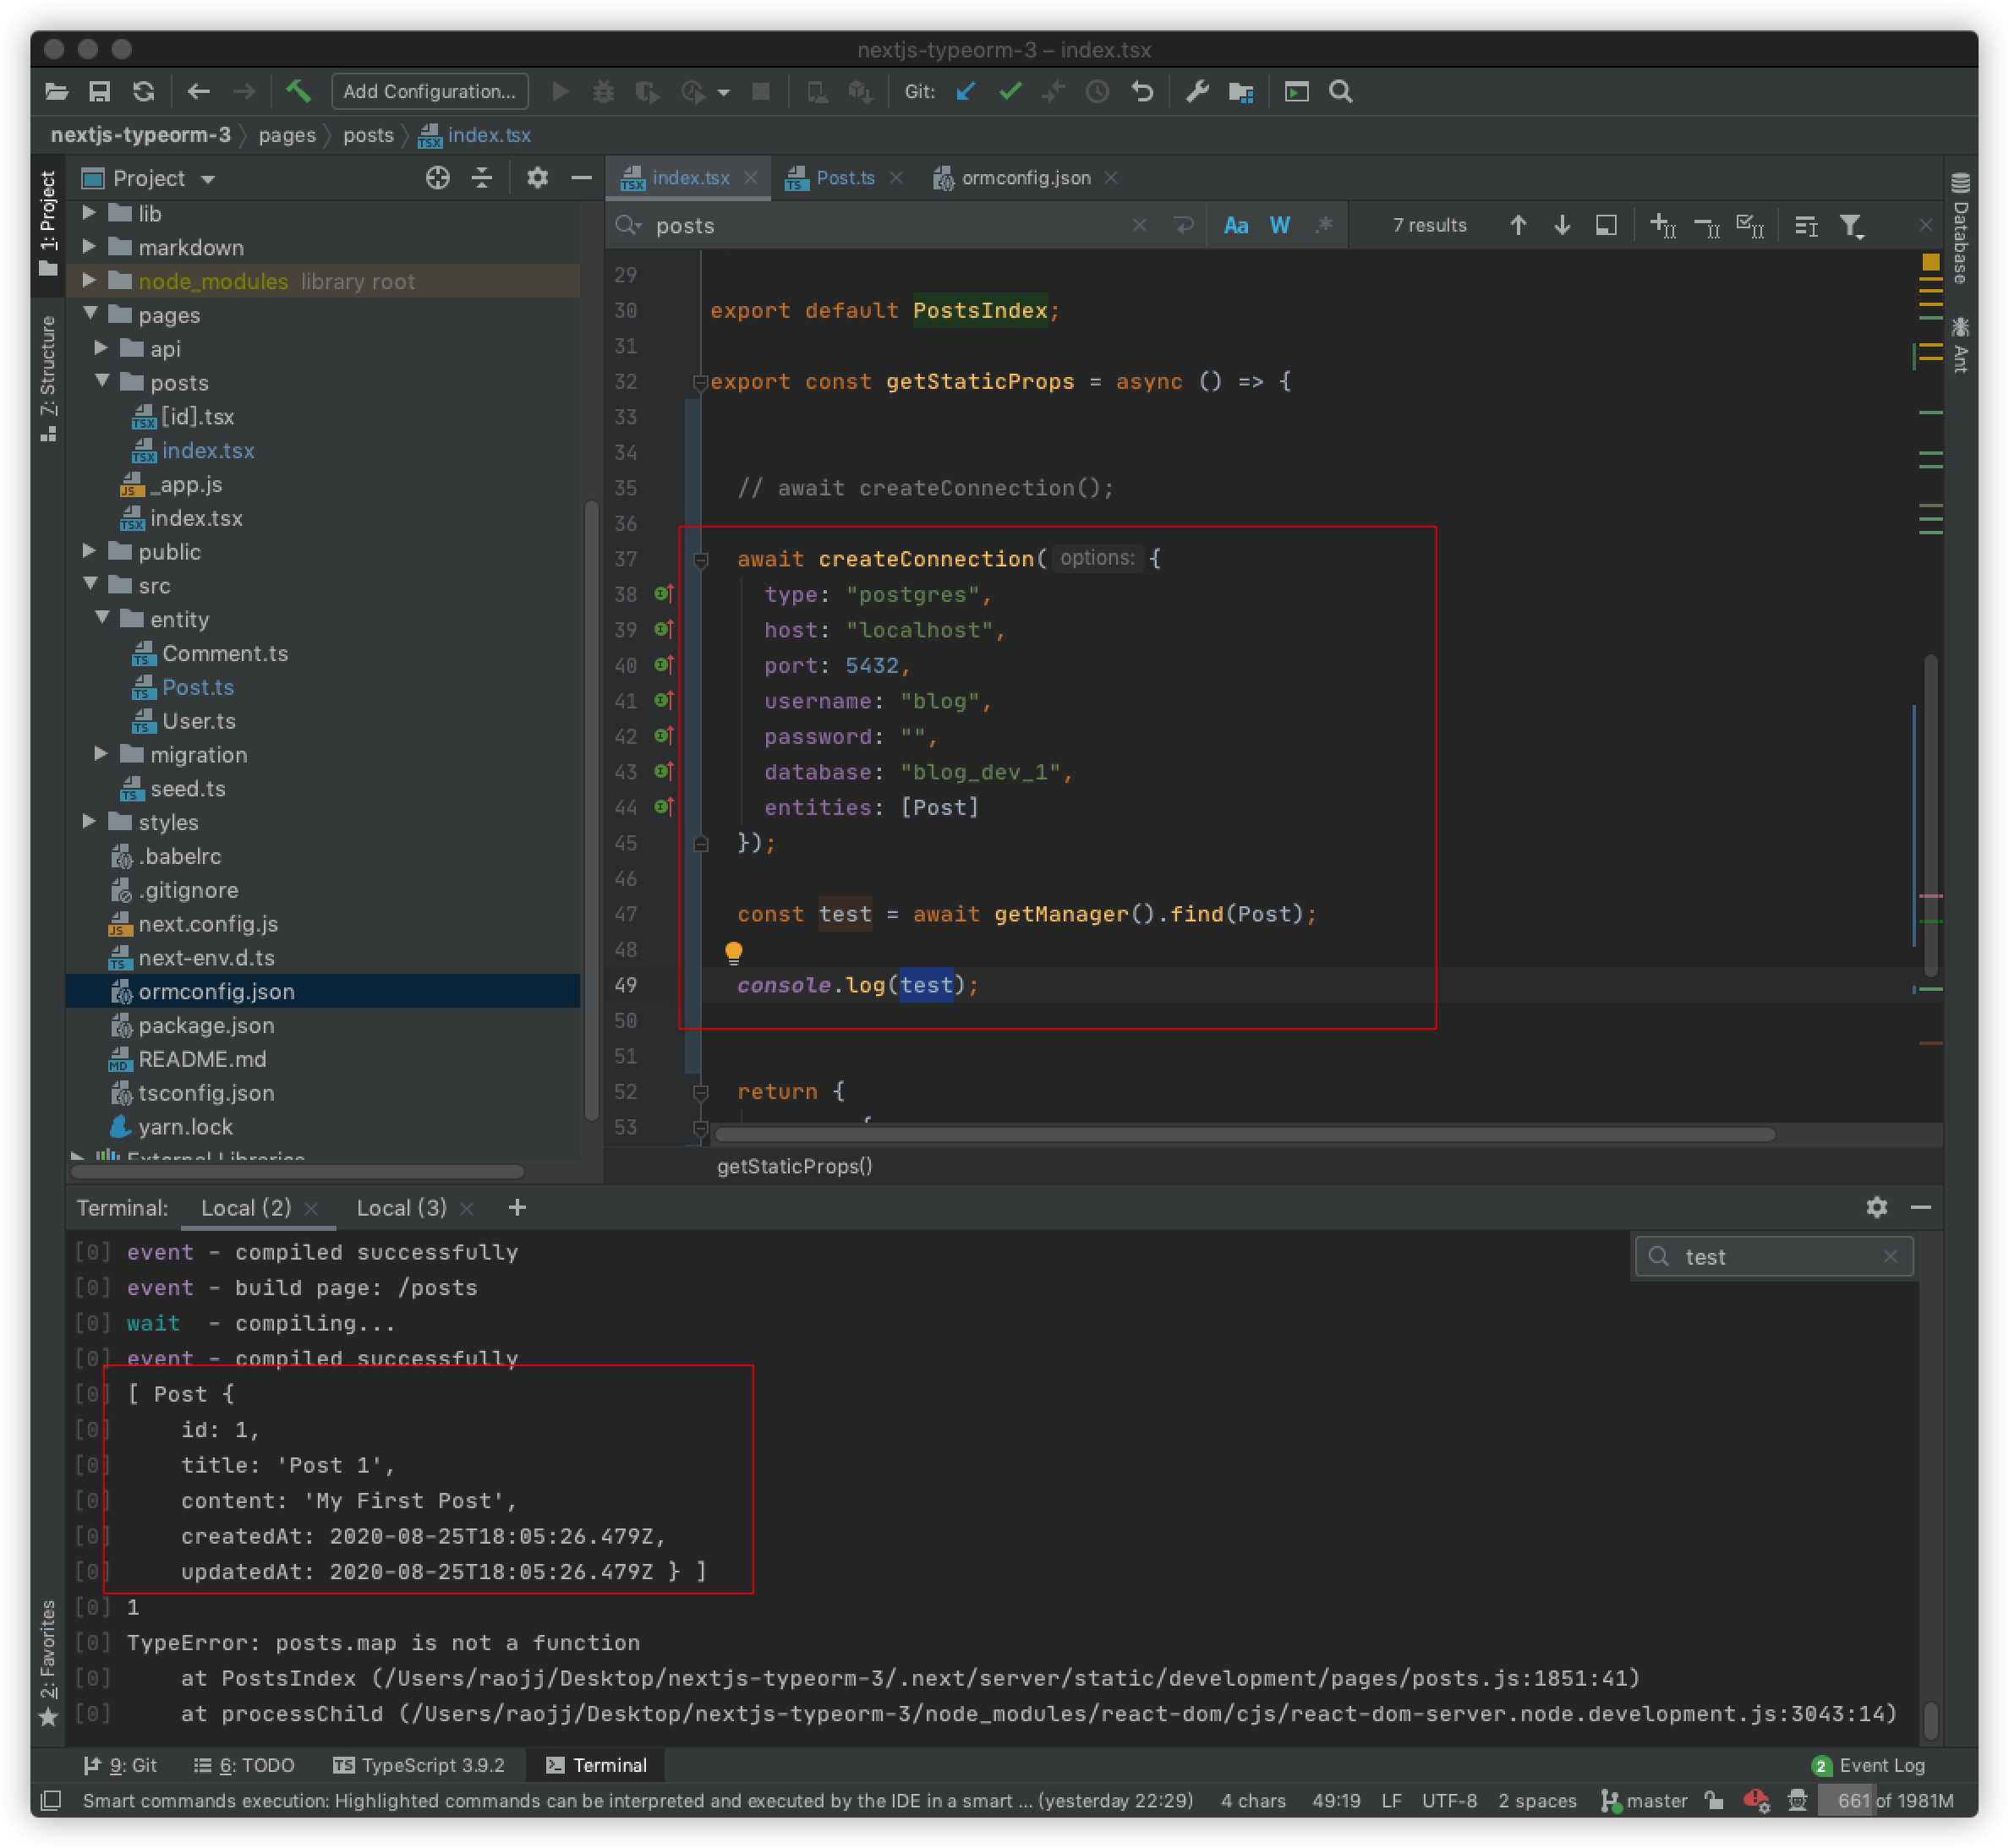 nextjs-typeorm-3 – index.tsx
Add Configuration...
Git:
nextjs-typeorm-3
pages
posts
index.tsx
1: Project
Z: Structure
2: Favorites
Project
lib
markdown
node_modules library root
pages
api
posts
[id].tsx
index.tsx
_app.js
index.tsx
public
src
entity
Comment.ts
Post.ts
User.ts
migration
seed.ts
styles
.babelrc
.gitignore
next.config.js
next-env.d.ts
ormconfig.json
package.json
README.md
tsconfig.json
yarn.lock
External Libraries
index.tsx
Post.ts
ormconfig.json
posts
Aa W .*
7 results
Database
Ant
29
30 export default PostsIndex;
31
32 export const getStaticProps = async () => {
33
34
35 // await createConnection();
36
37 await createConnection( options: {
38 type: "postgres",
39 host: "localhost",
40 port: 5432,
41 username: "blog",
42 password: "",
43 database: "blog_dev_1",
44 entities: [Post]
45 });
46
47 const test = await getManager().find(Post);
48
49 console.log(test);
50
51
52 return {
53 {
getStaticProps()
Terminal:
Local (2)
Local (3)
test
[0] event - compiled successfully
[0] event - build page: /posts
[0] wait - compiling...
[0] event - compiled successfully
[0] [ Post {
[0] id: 1,
[0] title: 'Post 1',
[0] content: 'My First Post',
[0] createdAt: 2020-08-25T18:05:26.479Z,
[0] updatedAt: 2020-08-25T18:05:26.479Z } ]
[0] 1
[0] TypeError: posts.map is not a function
[0] at PostsIndex (/Users/raojj/Desktop/nextjs-typeorm-3/.next/server/static/development/pages/posts.js:1851:41)
[0] at processChild (/Users/raojj/Desktop/nextjs-typeorm-3/node_modules/react-dom/cjs/react-dom-server.node.development.js:3043:14)
9: Git
6: TODO
TypeScript 3.9.2
Terminal
2 Event Log
Smart commands execution: Highlighted commands can be interpreted and executed by the IDE in a smart ... (yesterday 22:29)
4 chars
49:19
LF
UTF-8
2 spaces
master
661 of 1981M